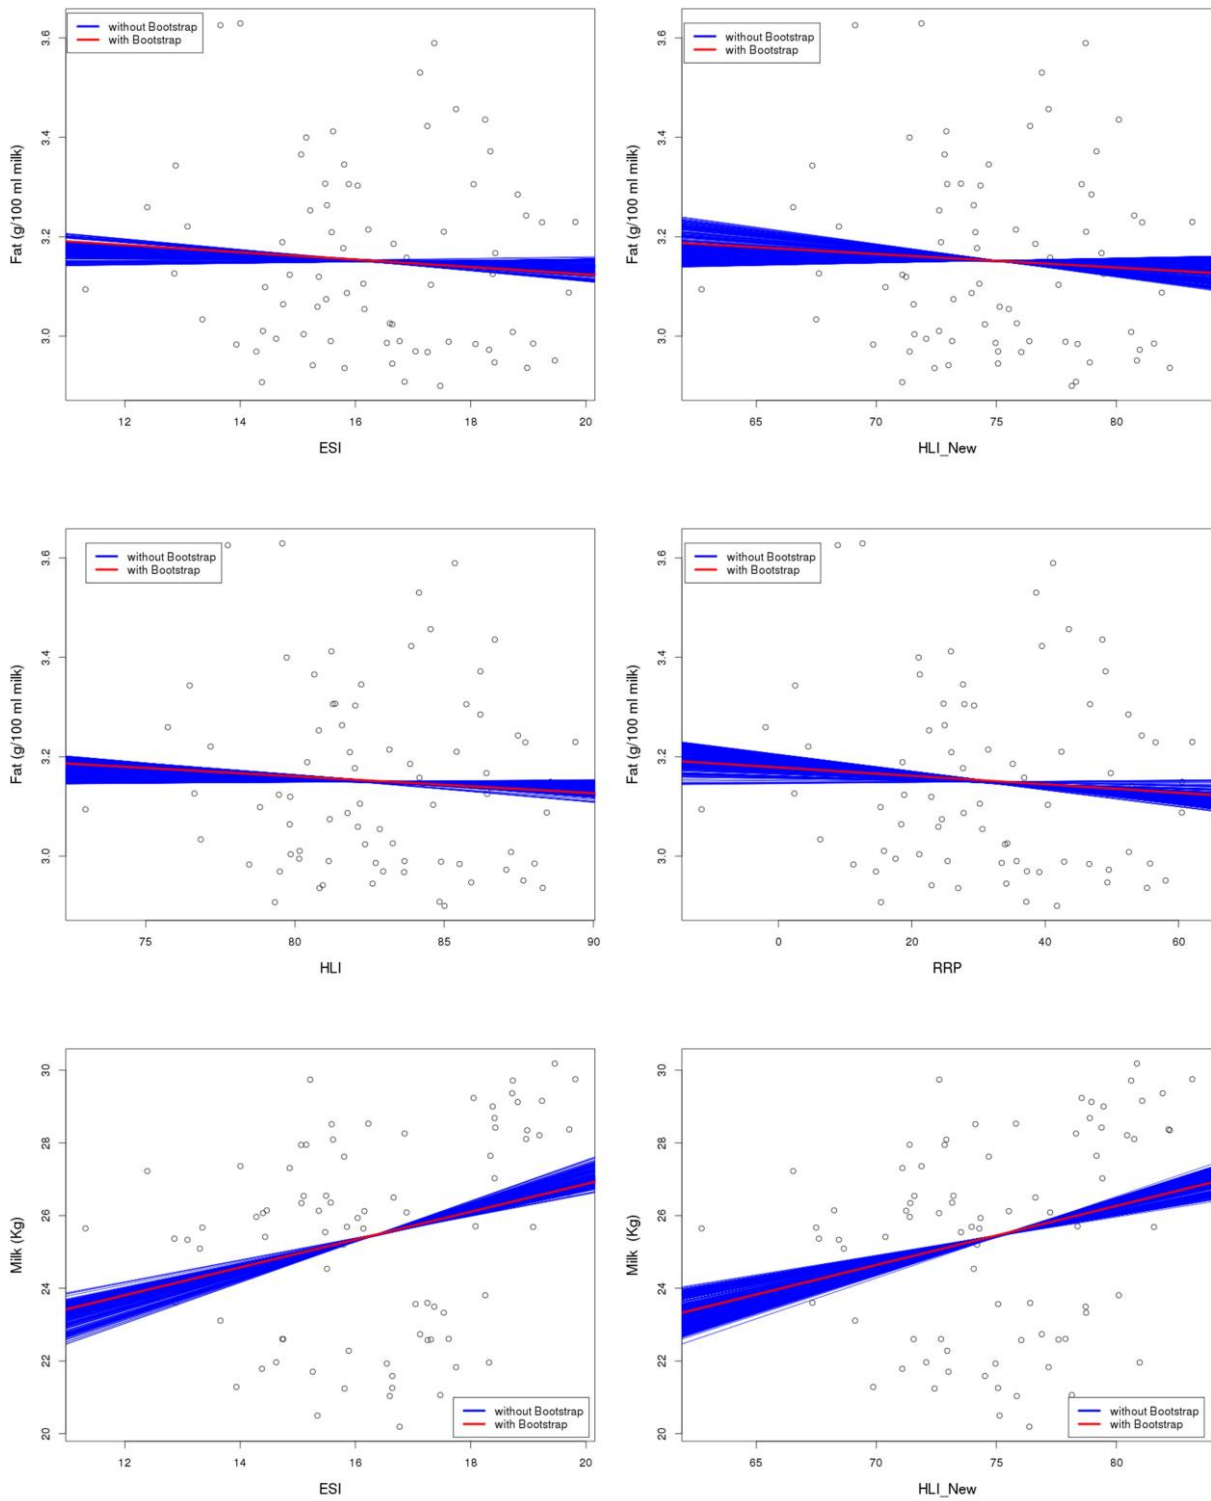 without Bootstrap
with Bootstrap
Fat (g/100 ml milk)
3.6
3.4
3.2
3.0
12 14 16 18 20
ESI
without Bootstrap
with Bootstrap
Fat (g/100 ml milk)
3.6
3.4
3.2
3.0
65 70 75 80
HLI_New
without Bootstrap
with Bootstrap
Fat (g/100 ml milk)
3.6
3.4
3.2
3.0
75 80 85 90
HLI
without Bootstrap
with Bootstrap
Fat (g/100 ml milk)
3.6
3.4
3.2
3.0
0 20 40 60
RRP
Milk (Kg)
30
28
26
24
22
20
without Bootstrap
with Bootstrap
12 14 16 18 20
ESI
Milk (Kg)
30
28
26
24
22
20
without Bootstrap
with Bootstrap
65 70 75 80
HLI_New